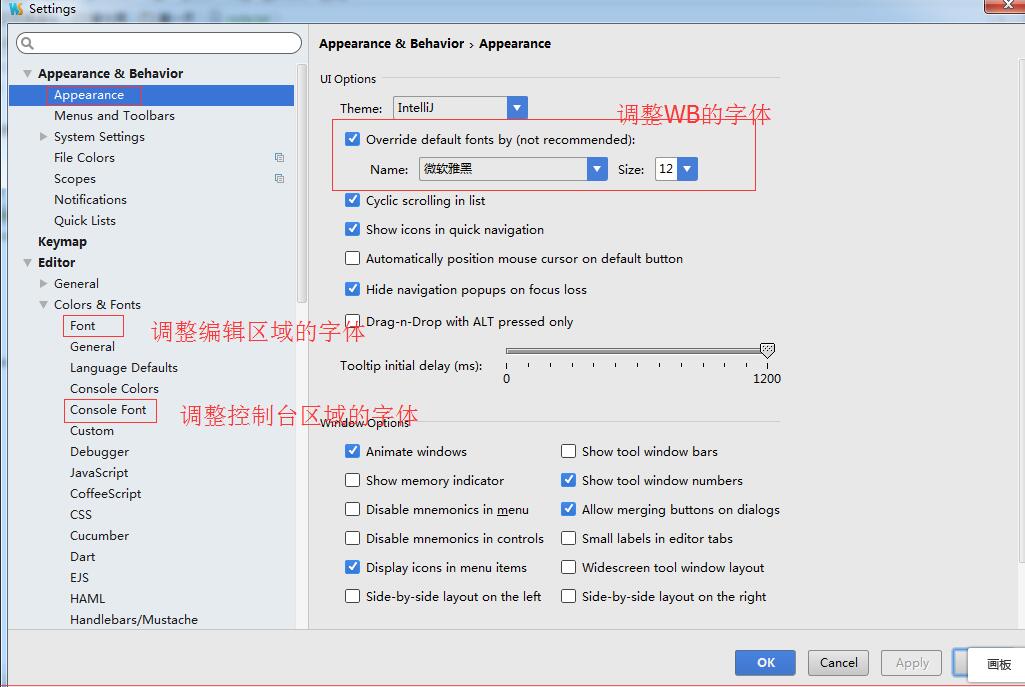 WS Settings
Appearance & Behavior › Appearance
Appearance & Behavior
Appearance
Menus and Toolbars
System Settings
File Colors
Scopes
Notifications
Quick Lists
Keymap
Editor
General
Colors & Fonts
Font
调整编辑区域的字体
General
Language Defaults
Console Colors
Console Font
调整控制台区域的字体
Custom
Debugger
JavaScript
CoffeeScript
CSS
Cucumber
Dart
EJS
HAML
Handlebars/Mustache
UI Options
Theme: IntelliJ
调整WB的字体
Override default fonts by (not recommended):
Name: 微软雅黑 Size: 12
Cyclic scrolling in list
Show icons in quick navigation
Automatically position mouse cursor on default button
Hide navigation popups on focus loss
Drag-n-Drop with ALT pressed only
Tooltip initial delay (ms):
0 1200
Window Options
Animate windows Show tool window bars
Show memory indicator Show tool window numbers
Disable mnemonics in menu Allow merging buttons on dialogs
Disable mnemonics in controls Small labels in editor tabs
Display icons in menu items Widescreen tool window layout
Side-by-side layout on the left Side-by-side layout on the right
OK Cancel Apply 画板